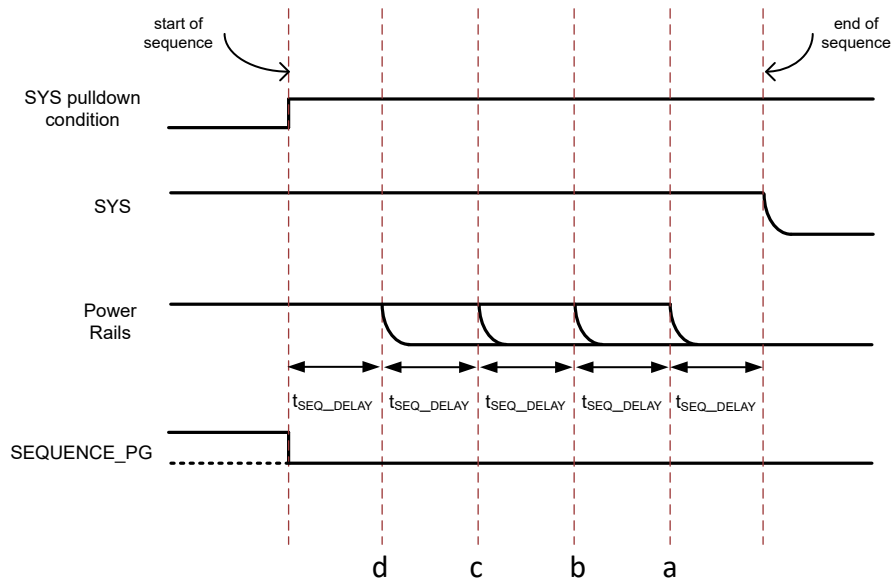 start of
sequence
end of
sequence
SYS pulldown
condition
SYS
Power
Rails
tSEQ_DELAY tSEQ_DELAY tSEQ_DELAY tSEQ_DELAY tSEQ_DELAY
SEQUENCE_PG
d c b a